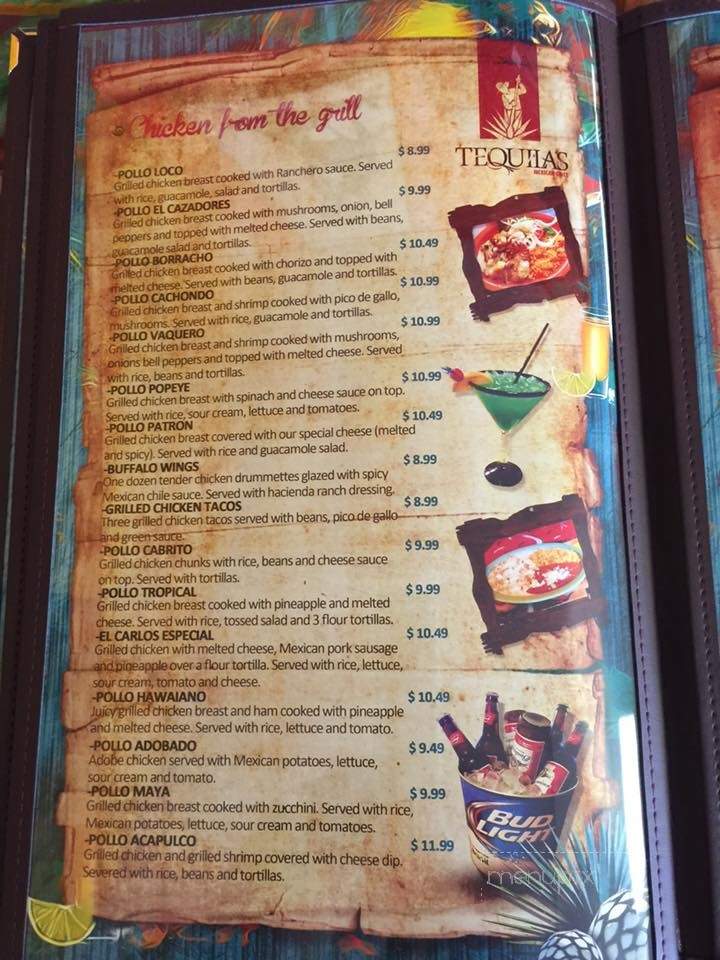 Chicken from the grill
TEQUILA'S
-POLLO LOCO $ 8.99
Grilled chicken breast cooked with Ranchero sauce. Served
with rice, guacamole, salad and tortillas.
-POLLO EL CAZADORES $ 9.99
Grilled chicken breast cooked with mushrooms, onion, bell
peppers and topped with melted cheese. Served with beans,
guacamole salad and tortillas.
-POLLO BORRACHO $ 10.49
Grilled chicken breast cooked with chorizo and topped with
melted cheese. Served with beans, guacamole and tortillas.
-POLLO CACHONDO $ 10.99
Grilled chicken breast and shrimp cooked with pico de gallo,
mushrooms. Served with rice, guacamole and tortillas.
-POLLO VAQUERO $ 10.99
Grilled chicken breast and shrimp cooked with mushrooms,
onions bell peppers and topped with melted cheese. Served
with rice, beans and tortillas.
-POLLO POPEYE $ 10.99
Grilled chicken breast with spinach and cheese sauce on top.
Served with rice, sour cream, lettuce and tomatoes.
-POLLO PATRON $ 10.49
Grilled chicken breast covered with our special cheese (melted
and spicy). Served with rice and guacamole salad.
-BUFFALO WINGS $ 8.99
One dozen tender chicken drummettes glazed with spicy
Mexican chile sauce. Served with hacienda ranch dressing.
-GRILLED CHICKEN TACOS $ 8.99
Three grilled chicken tacos served with beans, pico de gallo
and green sauce.
-POLLO CABRITO $ 9.99
Grilled chicken chunks with rice, beans and cheese sauce
on top. Served with tortillas.
-POLLO TROPICAL $ 9.99
Grilled chicken breast cooked with pineapple and melted
cheese. Served with rice, tossed salad and 3 flour tortillas.
-EL CARLOS ESPECIAL $ 10.49
Grilled chicken with melted cheese, Mexican pork sausage
and pineapple over a flour tortilla. Served with rice, lettuce,
sour cream, tomato and cheese.
-POLLO HAWAIANO $ 10.49
Juicy grilled chicken breast and ham cooked with pineapple
and melted cheese. Served with rice, lettuce and tomato.
-POLLO ADOBADO $ 9.49
Adobe chicken served with Mexican potatoes, lettuce,
sour cream and tomato.
-POLLO MAYA $ 9.99
Grilled chicken breast cooked with zucchini. Served with rice,
Mexican potatoes, lettuce, sour cream and tomatoes.
-POLLO ACAPULCO $ 11.99
Grilled chicken and grilled shrimp covered with cheese dip.
Severed with rice, beans and tortillas.
BUD
LIGHT